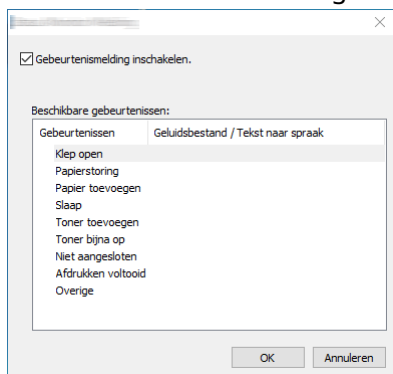 Gebeurtenismelding inschakelen.
Beschikbare gebeurtenissen:
Gebeurtenissen Geluidsbestand / Tekst naar spraak
Klep open
Papierstoring
Papier toevoegen
Slaap
Toner toevoegen
Toner bijna op
Niet aangesloten
Afdrukken voltooid
Overige
OK Annuleren